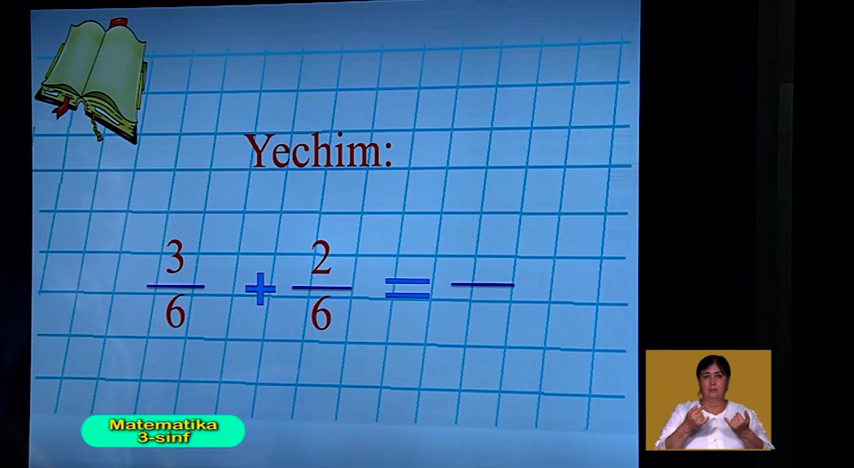 Yechim:
3/6 + 2/6 =
Matematika
3-sinf